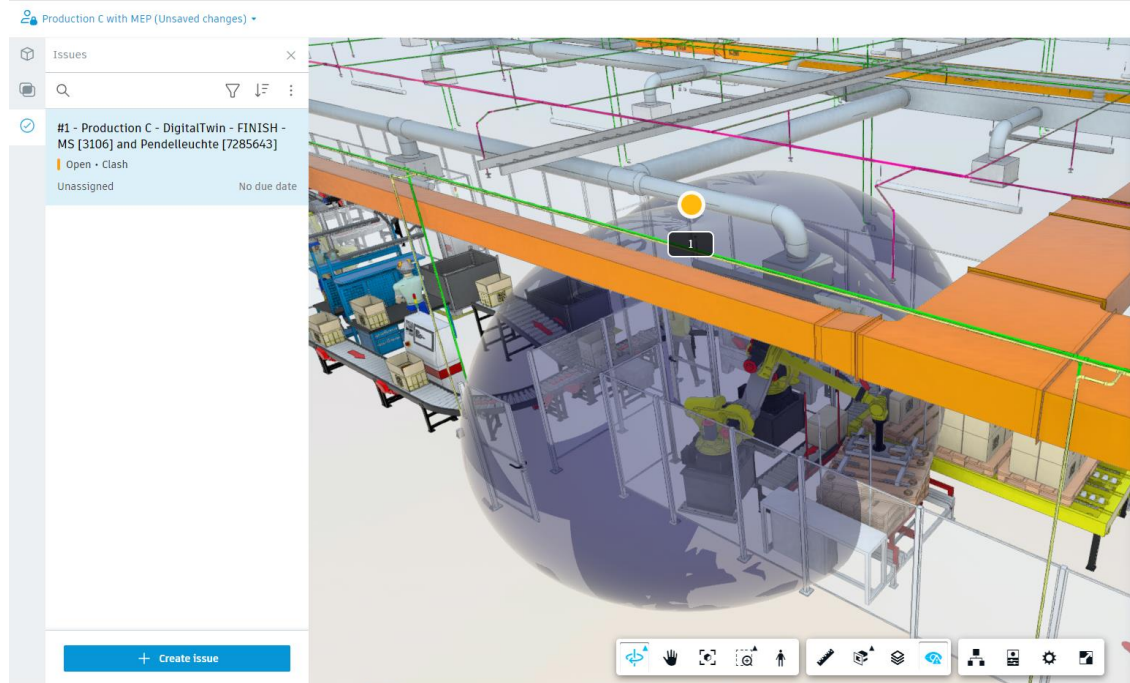 Production C with MEP (Unsaved changes)
Issues
#1 - Production C - DigitalTwin - FINISH -
MS [3106] and Pendelleuchte [7285643]
Open • Clash
Unassigned No due date
1
+ Create issue